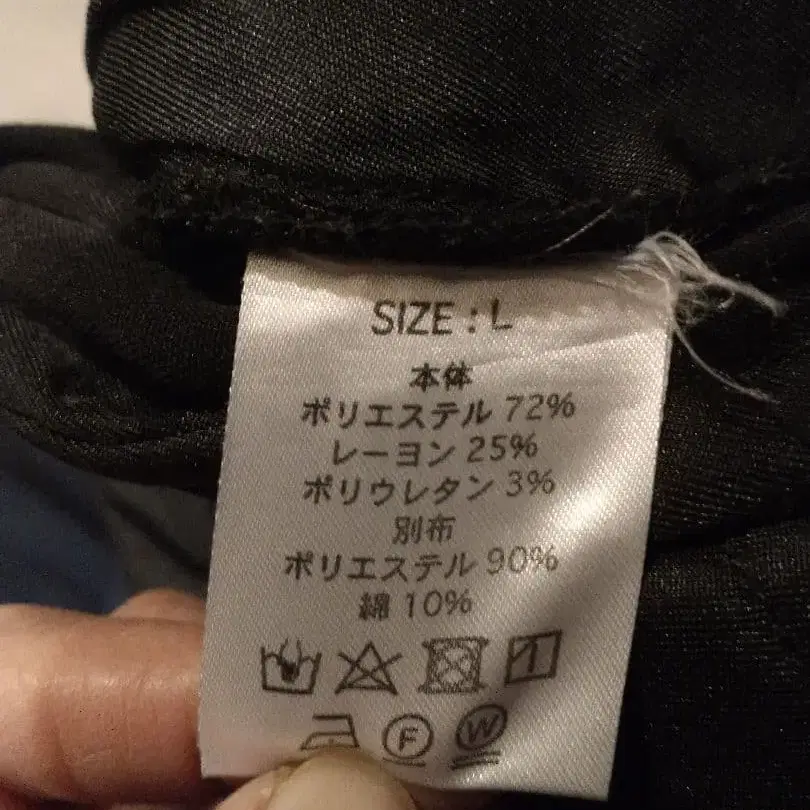 SIZE : L
本体
ポリエステル 72%
レーヨン 25%
ポリウレタン 3%
別布
ポリエステル 90%
綿 10%
F W